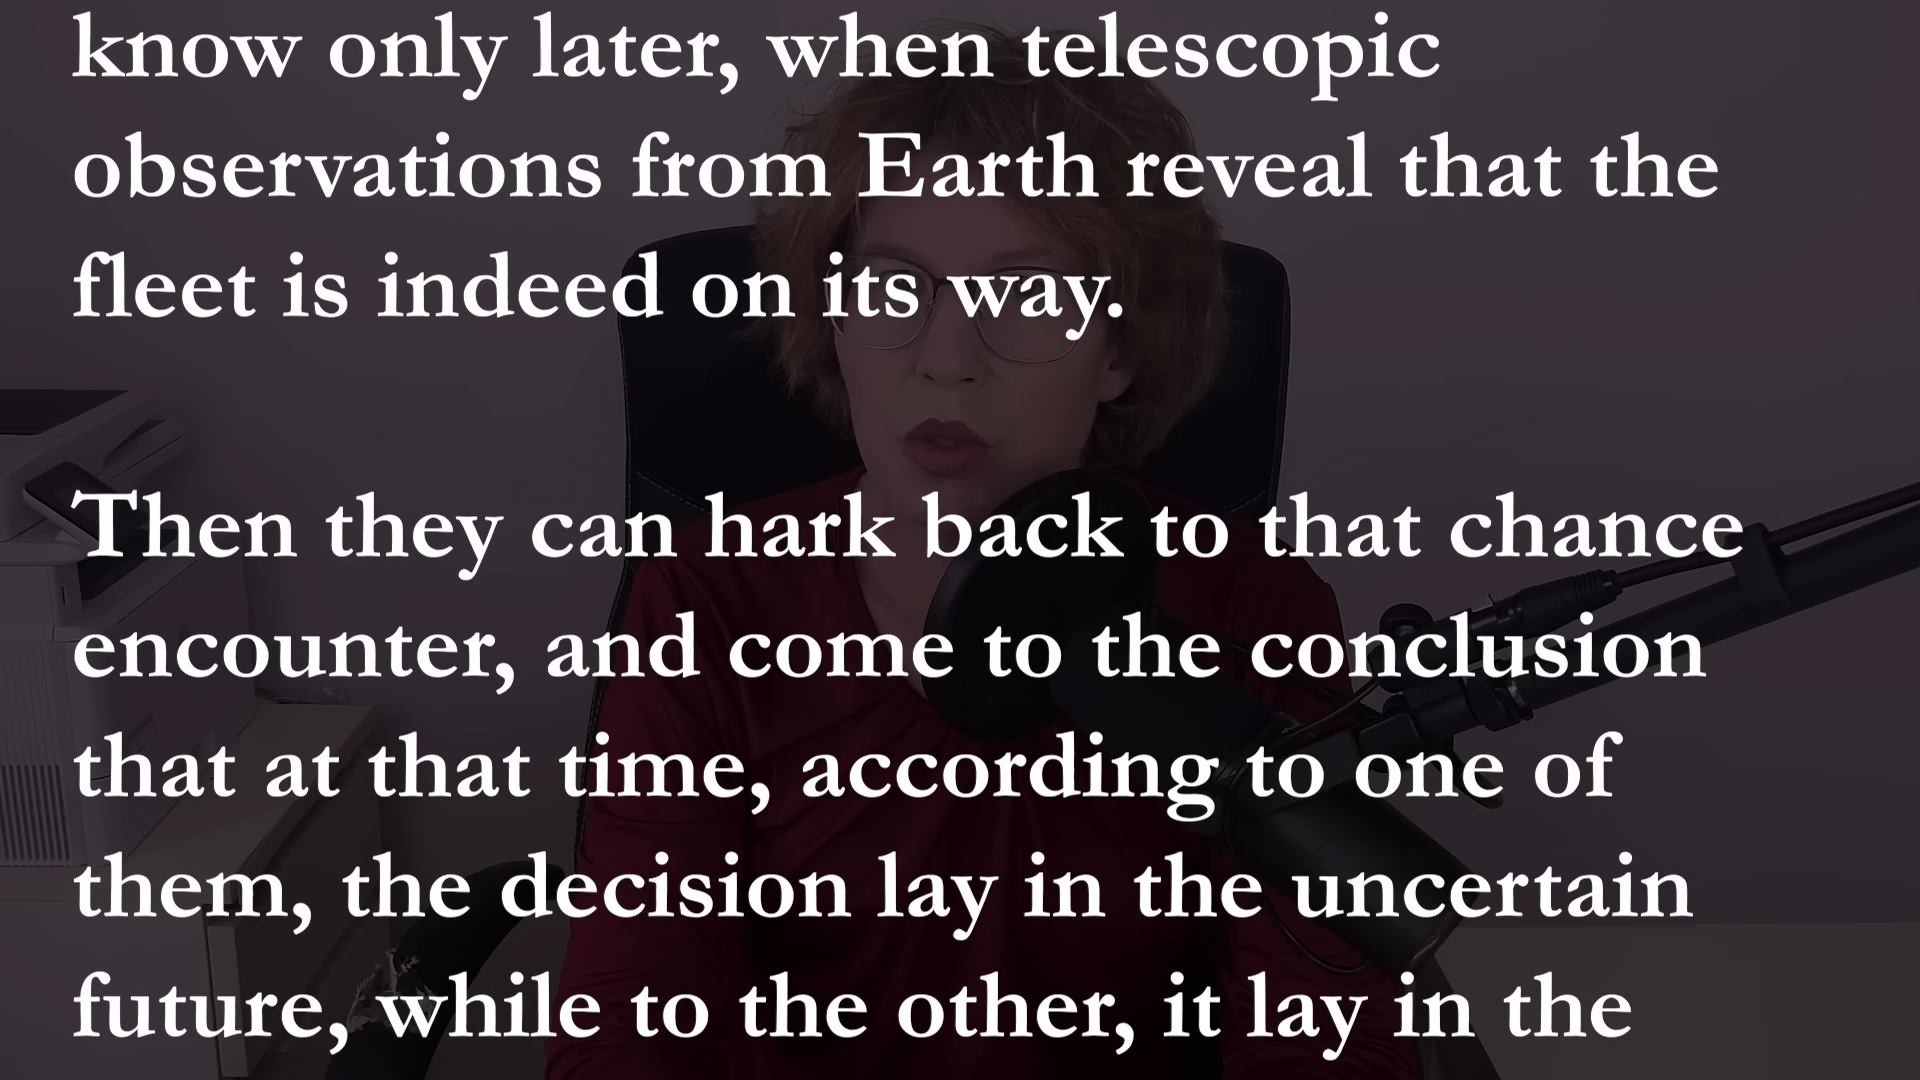 know only later, when telescopic
observations from Earth reveal that the
fleet is indeed on its way.
Then they can hark back to that chance
encounter, and come to the conclusion
that at that time, according to one of
them, the decision lay in the uncertain
future, while to the other, it lay in the